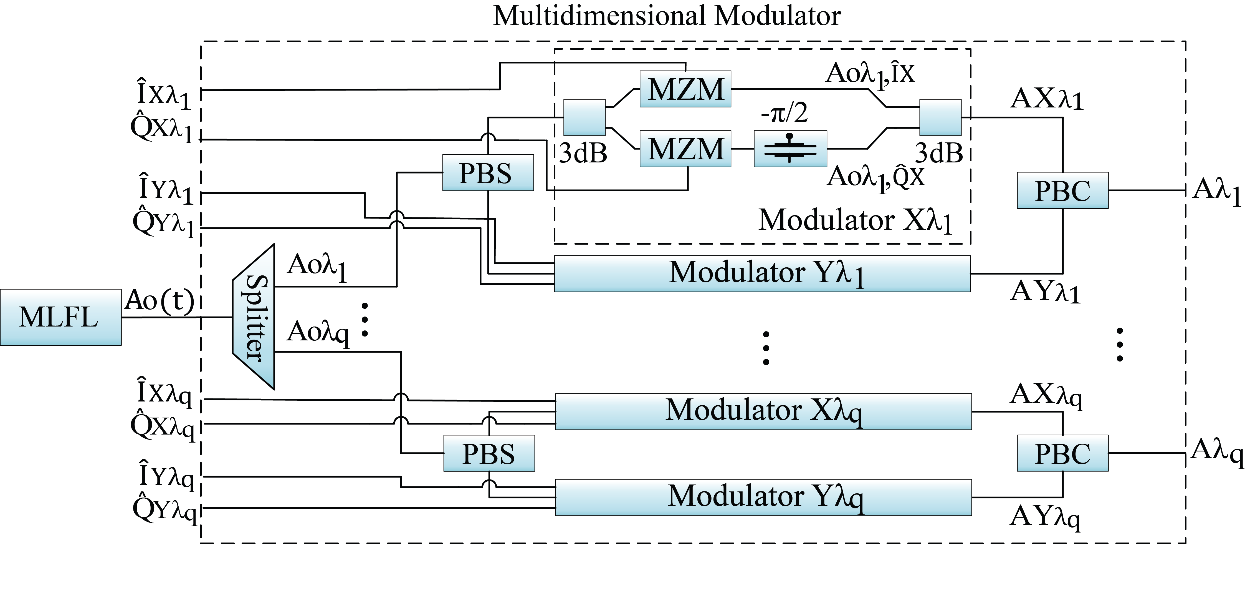 Multidimensional Modulator
ÎXλ1
Q̂Xλ1
ÎYλ1
Q̂Yλ1
MZM
Aoλ1,ÎX
-π/2
3dB
MZM
3dB
Aoλ1,Q̂X
Modulator Xλ1
PBS
AXλ1
PBC
Aλ1
Modulator Yλ1
AYλ1
MLFL
Ao(t)
Splitter
Aoλ1
Aoλq
ÎXλq
Q̂Xλq
ÎYλq
Q̂Yλq
PBS
Modulator Xλq
AXλq
PBC
Aλq
Modulator Yλq
AYλq